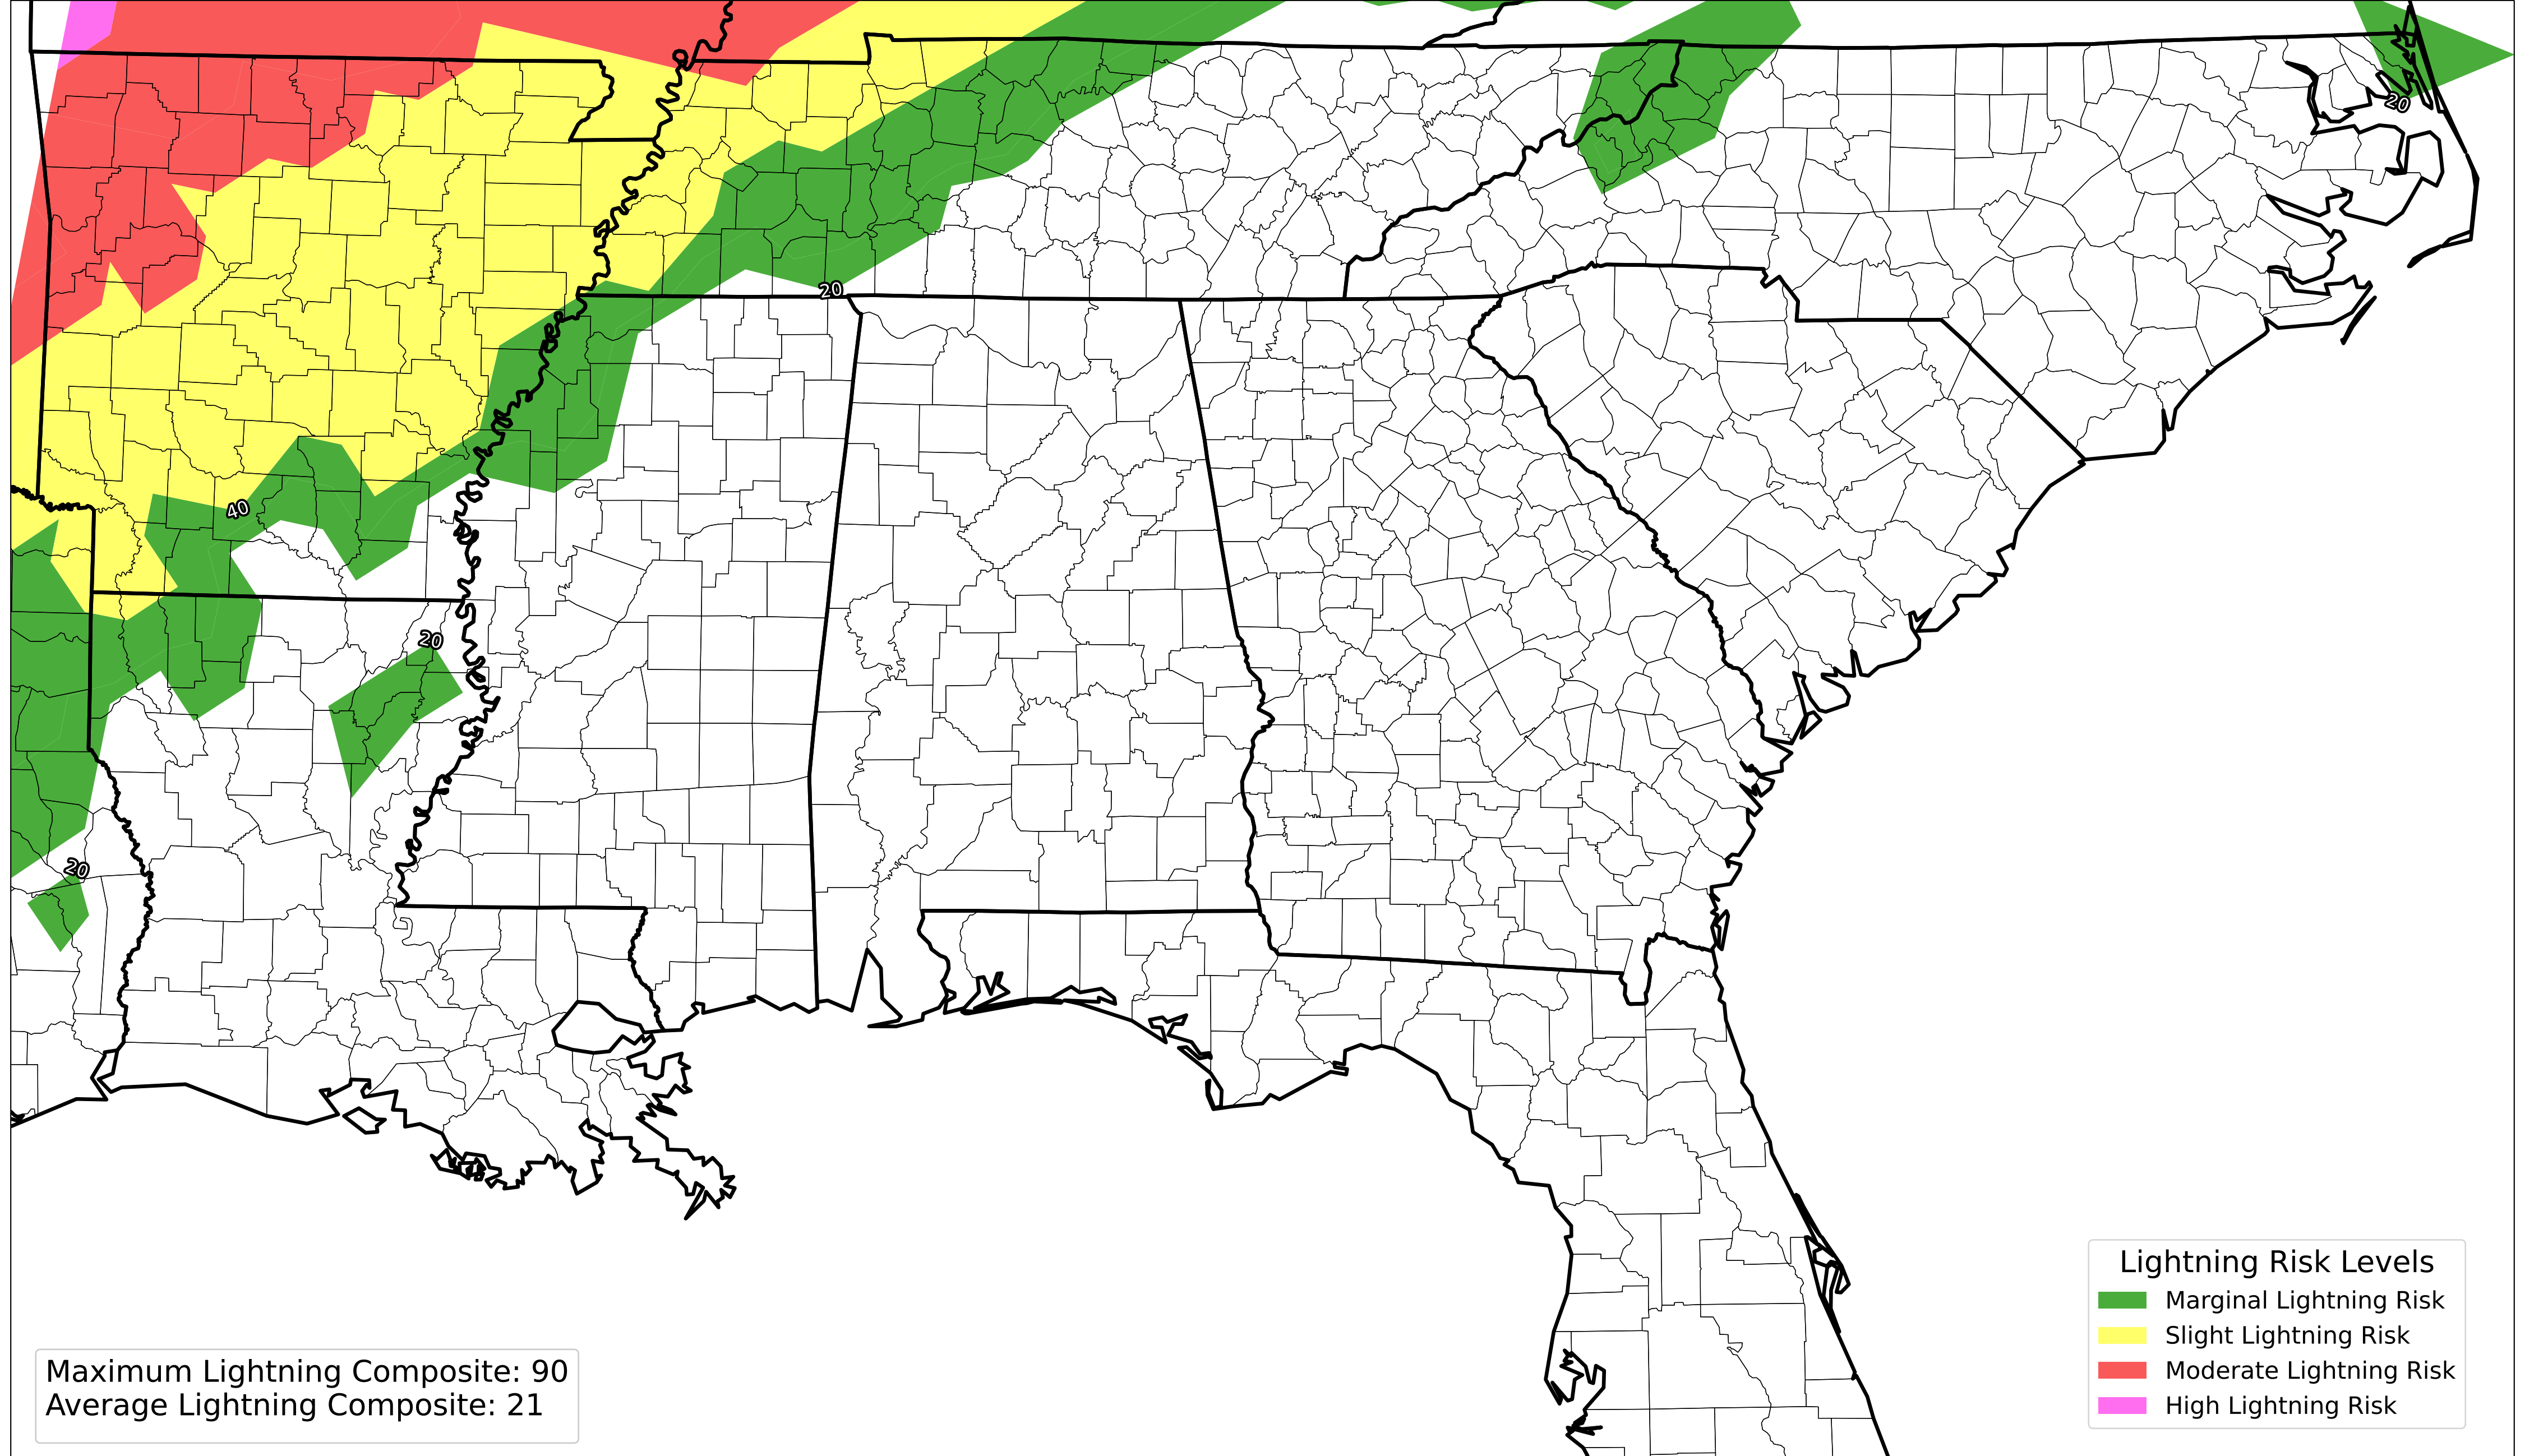 20
20
40
20
20
Lightning Risk Levels
Marginal Lightning Risk
Slight Lightning Risk
Moderate Lightning Risk
High Lightning Risk
Maximum Lightning Composite: 90
Average Lightning Composite: 21